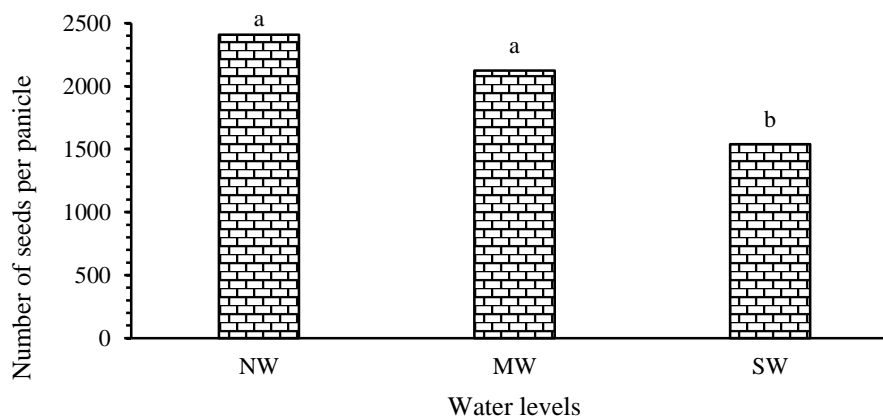 Number of seeds per panicle
2500
2000
1500
1000
500
0
a
a
b
NW
MW
SW
Water levels